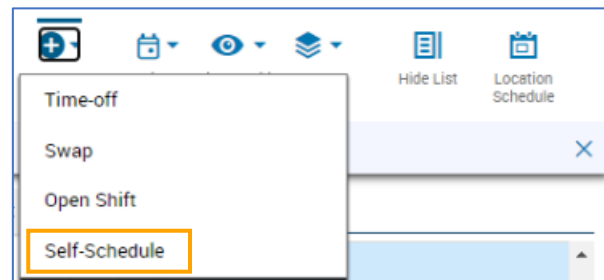 Hide List
Location
Schedule
Time-off
Swap
Open Shift
Self-Schedule